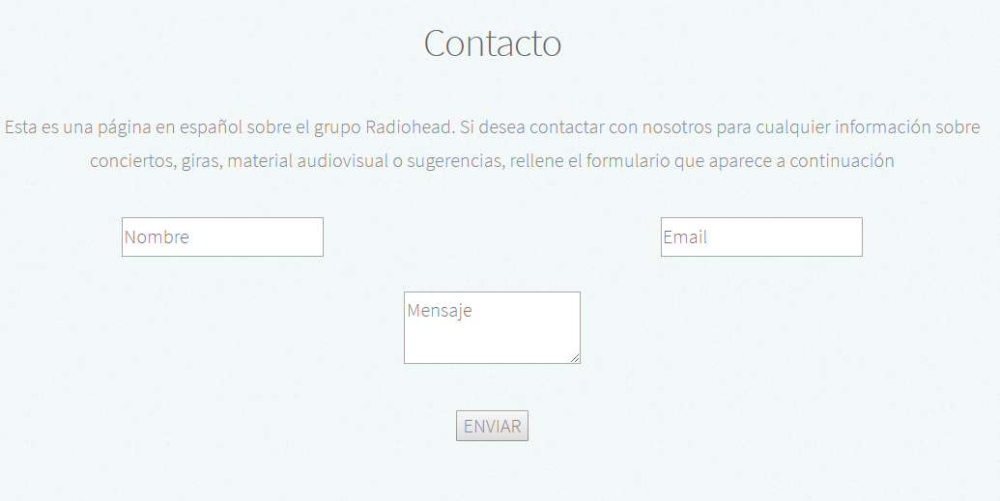 Contacto
Esta es una página en español sobre el grupo Radiohead. Si desea contactar con nosotros para cualquier información sobre
conciertos, giras, material audiovisual o sugerencias, rellene el formulario que aparece a continuación
Nombre
Email
Mensaje
ENVIAR